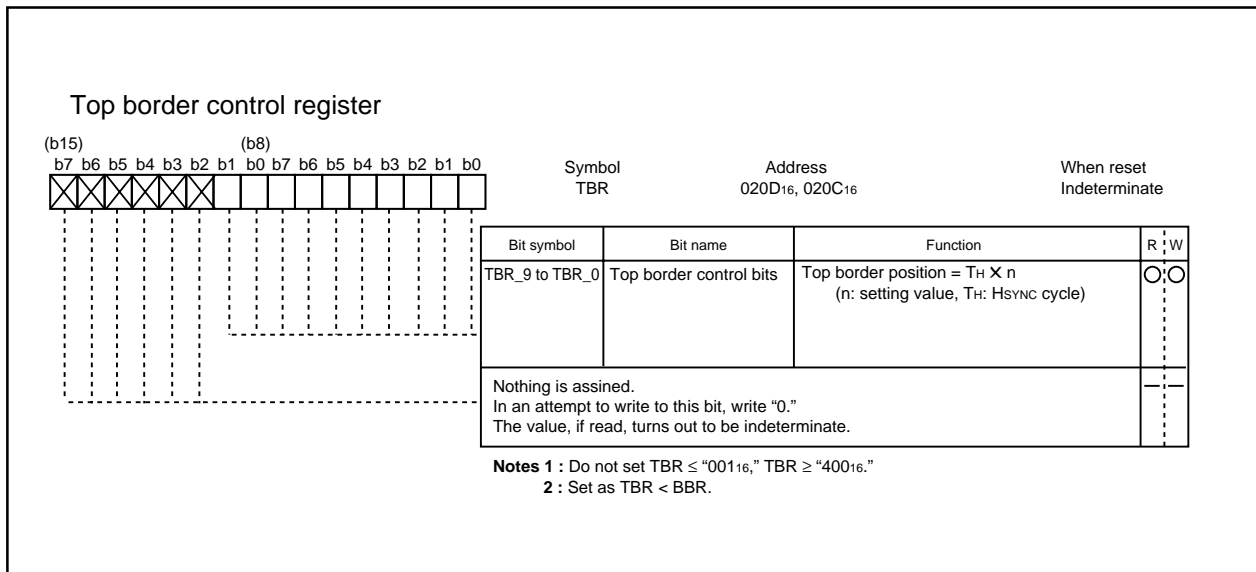 Top border control register
(b15) (b8)
b7 b6 b5 b4 b3 b2 b1 b0 b7 b6 b5 b4 b3 b2 b1 b0
Symbol Address When reset
TBR 020D16, 020C16 Indeterminate
Bit symbol Bit name Function R W
TBR_9 to TBR_0 Top border control bits Top border position = TH × n
(n: setting value, TH: HSYNC cycle)
Nothing is assined.
In an attempt to write to this bit, write “0.”
The value, if read, turns out to be indeterminate.
Notes 1 : Do not set TBR ≤ “00116,” TBR ≥ “40016.”
2 : Set as TBR < BBR.